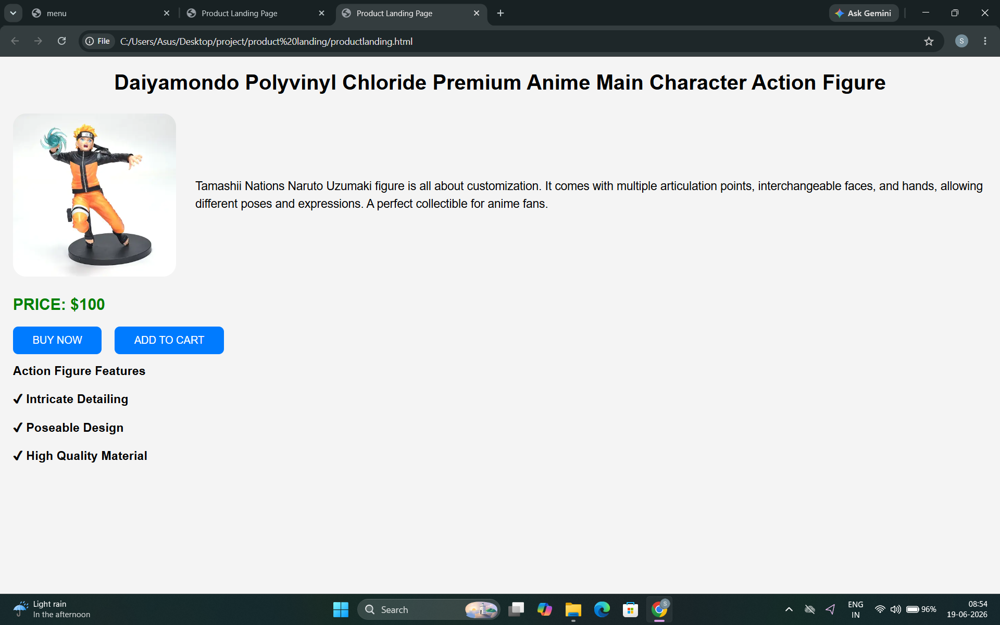 menu
Product Landing Page
Product Landing Page
Ask Gemini
File
C:/Users/Asus/Desktop/project/product%20landing/productlanding.html
S
Daiyamondo Polyvinyl Chloride Premium Anime Main Character Action Figure
Tamashii Nations Naruto Uzumaki figure is all about customization. It comes with multiple articulation points, interchangeable faces, and hands, allowing
different poses and expressions. A perfect collectible for anime fans.
PRICE: $100
BUY NOW
ADD TO CART
Action Figure Features
✔ Intricate Detailing
✔ Poseable Design
✔ High Quality Material
Light rain
In the afternoon
Search
S
ENG
IN
96%
08:54
19-06-2026